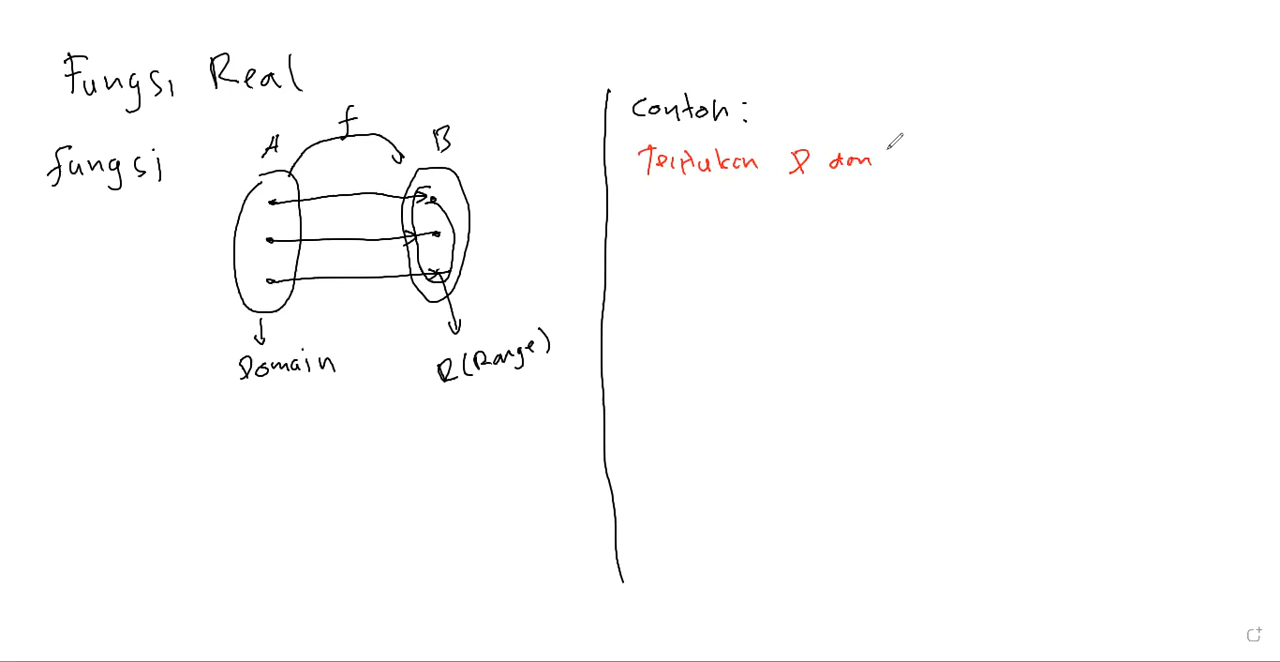 Fungsi Real
fungsi
A
f
B
Domain
R (Range)
Contoh :
Tentukan D dan